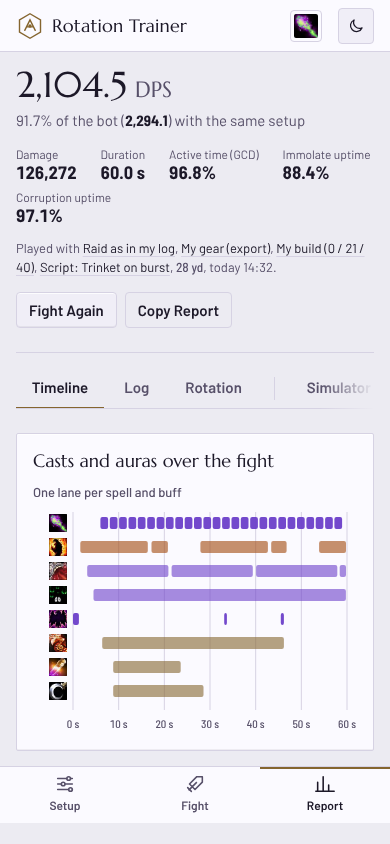 Rotation Trainer
2,104.5 DPS
91.7% of the bot (2,294.1) with the same setup
Damage Duration Active time (GCD) Immolate uptime
126,272 60.0 s 96.8% 88.4%
Corruption uptime
97.1%
Played with Raid as in my log, My gear (export), My build (0 / 21 /
40), Script: Trinket on burst, 28 yd, today 14:32.
Fight Again Copy Report
Timeline Log Rotation Simulator
Casts and auras over the fight
One lane per spell and buff
0 s 10 s 20 s 30 s 40 s 50 s 60 s
Setup Fight Report